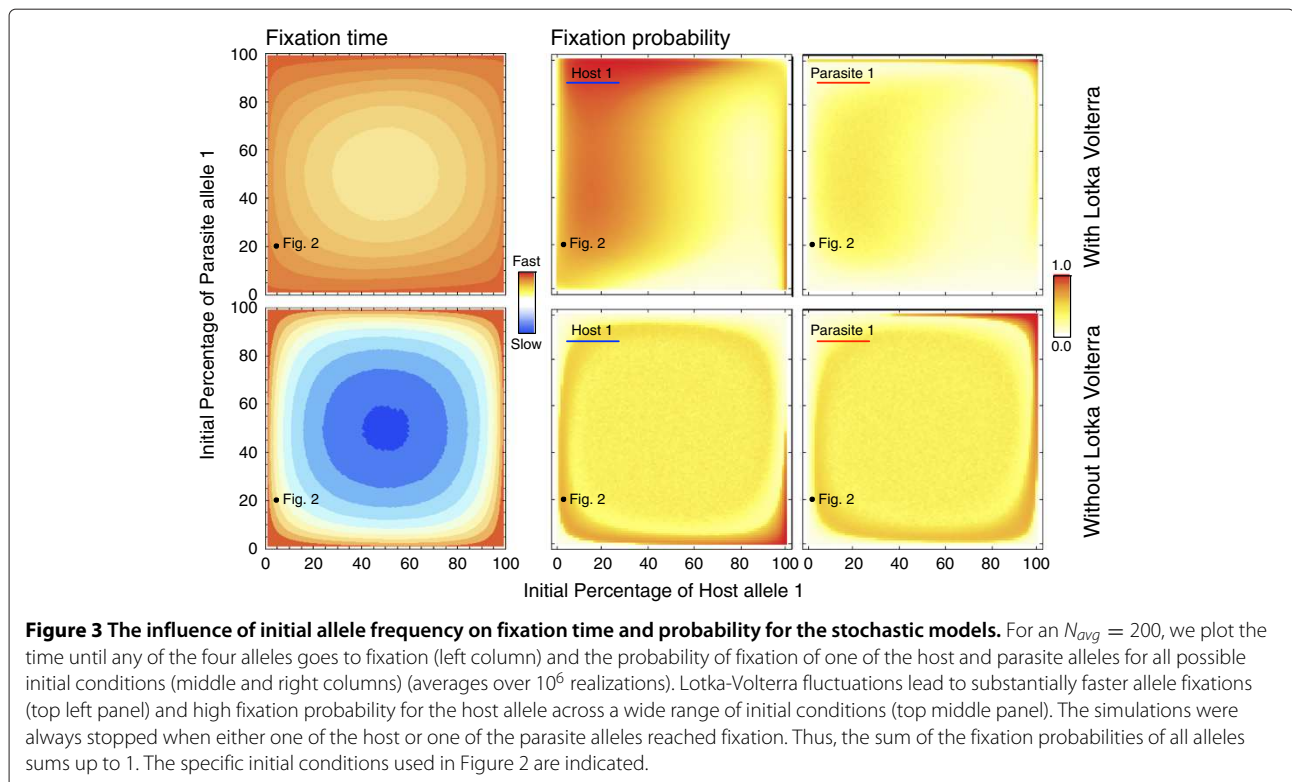 Fixation time
Fixation probability
100
80
60
40
20
0
Fig. 2
Host 1
Fig. 2
Parasite 1
Fig. 2
With Lotka Volterra
Fast
Slow
1.0
0.0
100
80
60
40
20
0
Fig. 2
Host 1
Fig. 2
Parasite 1
Fig. 2
Without Lotka Volterra
Initial Percentage of Parasite allele 1
0 20 40 60 80 100
0 20 40 60 80 100
0 20 40 60 80 100
Initial Percentage of Host allele 1
Figure 3 The influence of initial allele frequency on fixation time and probability for the stochastic models. For an Navg = 200, we plot the
time until any of the four alleles goes to fixation (left column) and the probability of fixation of one of the host and parasite alleles for all possible
initial conditions (middle and right columns) (averages over 10⁶ realizations). Lotka-Volterra fluctuations lead to substantially faster allele fixations
(top left panel) and high fixation probability for the host allele across a wide range of initial conditions (top middle panel). The simulations were
always stopped when either one of the host or one of the parasite alleles reached fixation. Thus, the sum of the fixation probabilities of all alleles
sums up to 1. The specific initial conditions used in Figure 2 are indicated.